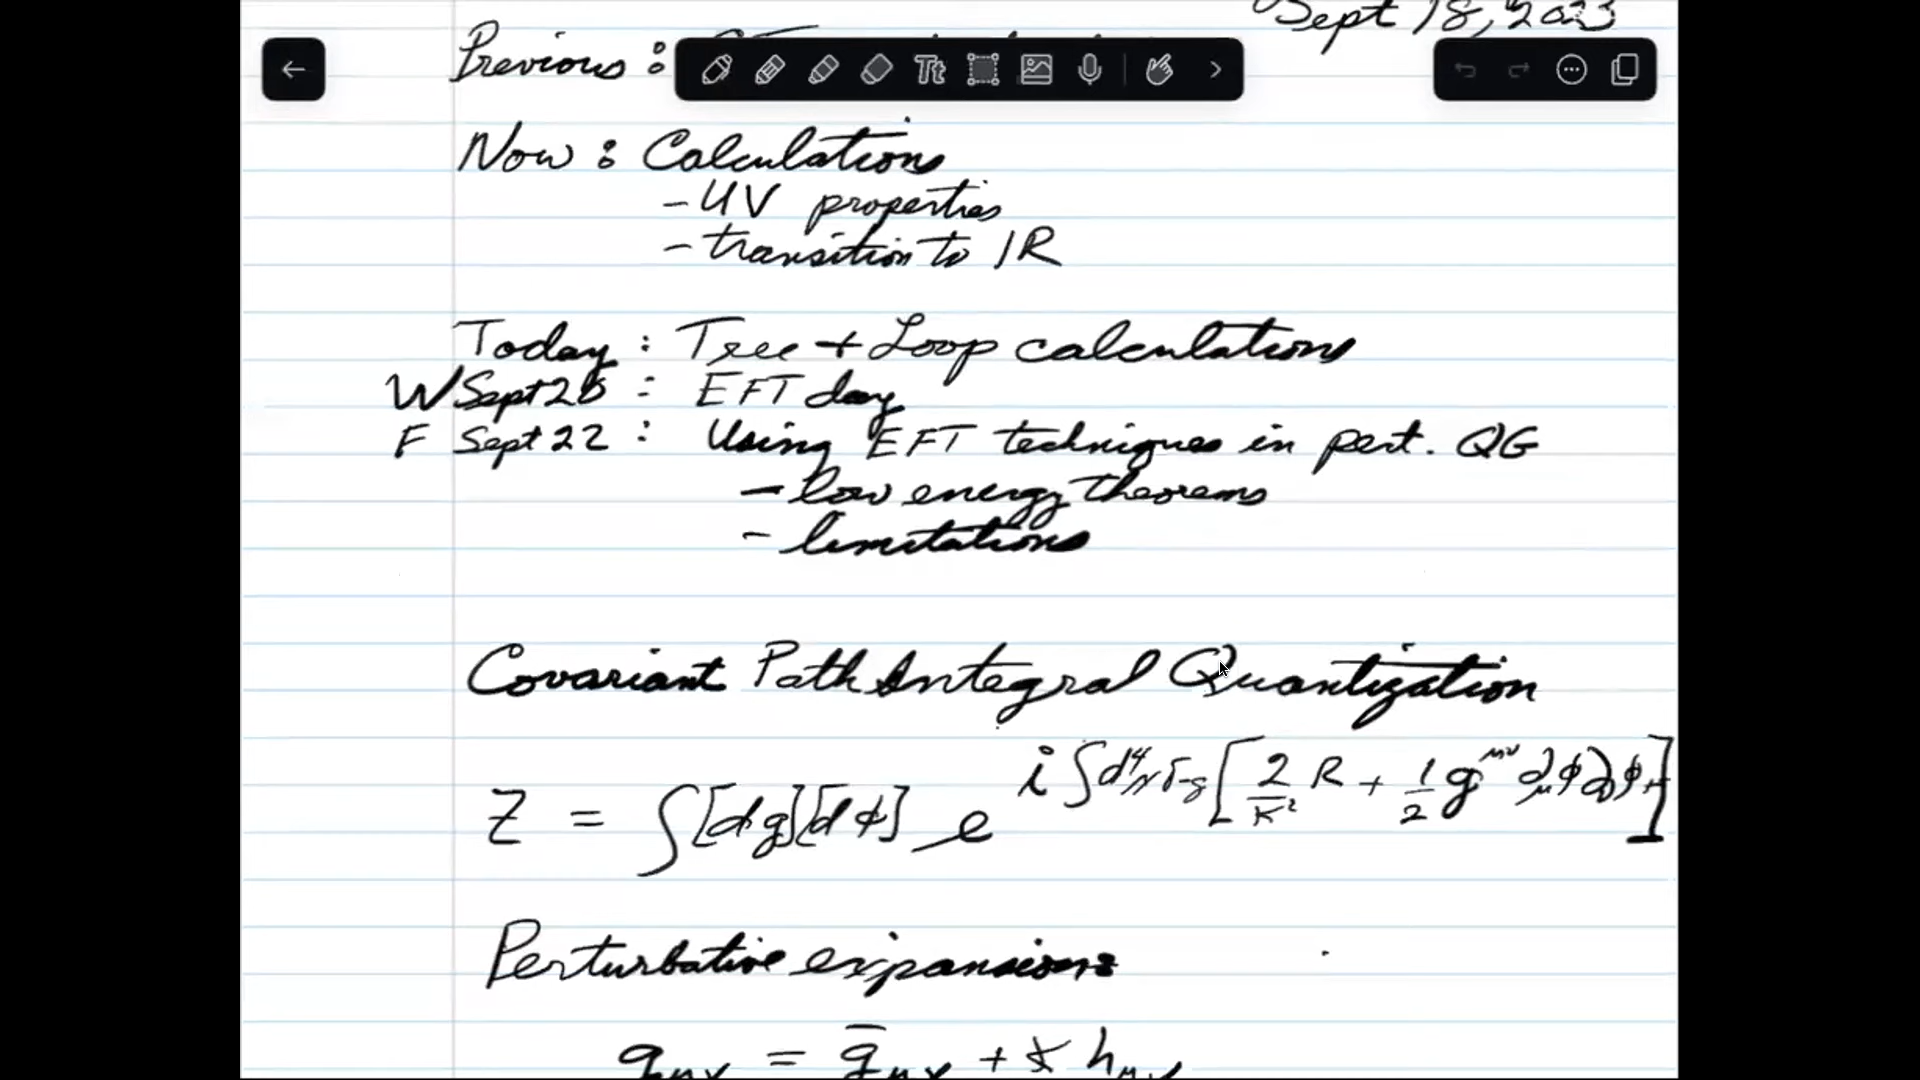 Sept 18, 2023
Previous :
Tt
Now : Calculations
- UV properties
- transition to IR
Today : Tree + Loop calculations
W Sept 20 : EFT day
F Sept 22 : Using EFT techniques in pert. QG
- low energy theorems
- limitations
Covariant Path Integral Quantization
Z = ∫[dg][dϕ] e^{i∫d⁴x√-g [2/κ² R + 1/2 g^{μν} ∂_μϕ∂_νϕ + ]}
Perturbative expansion:
g_{μν} = ḡ_{μν} + κ h_{μν}